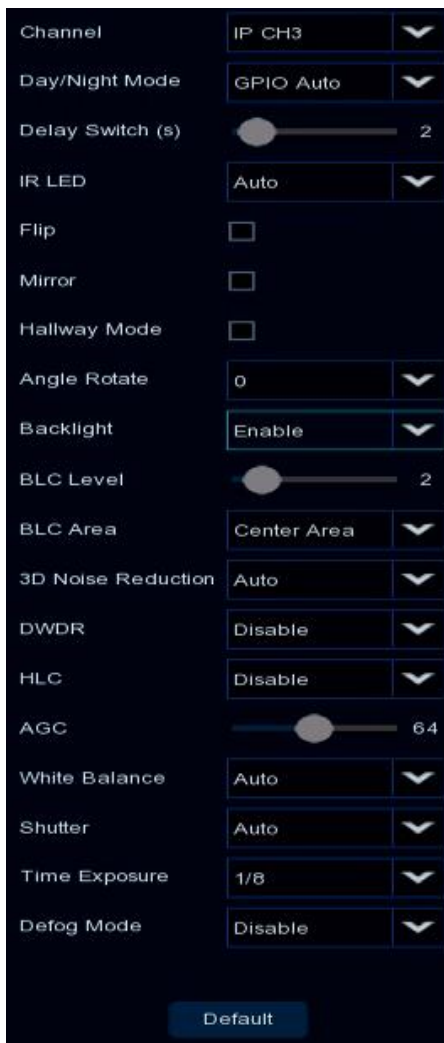 Channel IP CH3
Day/Night Mode GPIO Auto
Delay Switch (s) 2
IR LED Auto
Flip
Mirror
Hallway Mode
Angle Rotate 0
Backlight Enable
BLC Level 2
BLC Area Center Area
3D Noise Reduction Auto
DWDR Disable
HLC Disable
AGC 64
White Balance Auto
Shutter Auto
Time Exposure 1/8
Defog Mode Disable
Default